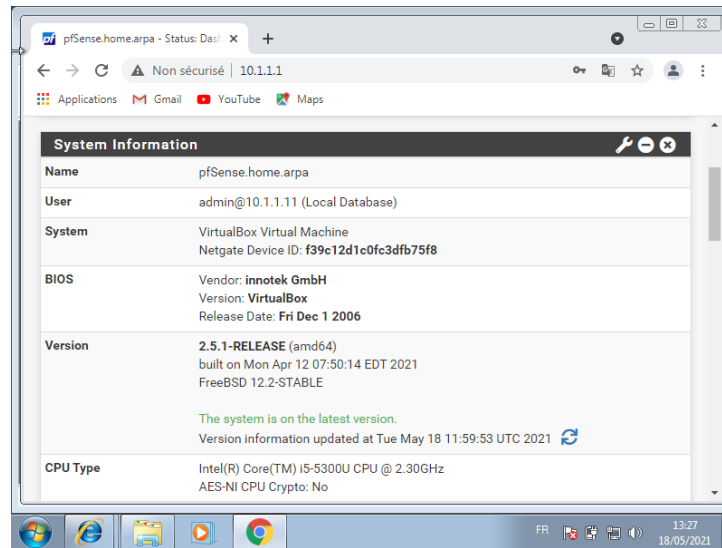 pf pfSense.home.arpa - Status: Das
Non sécurisé | 10.1.1.1
Applications Gmail YouTube Maps
System Information
Name pfSense.home.arpa
User admin@10.1.1.11 (Local Database)
System VirtualBox Virtual Machine
Netgate Device ID: f39c12d1c0fc3dfb75f8
BIOS Vendor: innotek GmbH
Version: VirtualBox
Release Date: Fri Dec 1 2006
Version 2.5.1-RELEASE (amd64)
built on Mon Apr 12 07:50:14 EDT 2021
FreeBSD 12.2-STABLE
The system is on the latest version.
Version information updated at Tue May 18 11:59:53 UTC 2021
CPU Type Intel(R) Core(TM) i5-5300U CPU @ 2.30GHz
AES-NI CPU Crypto: No
FR 13:27
18/05/2021